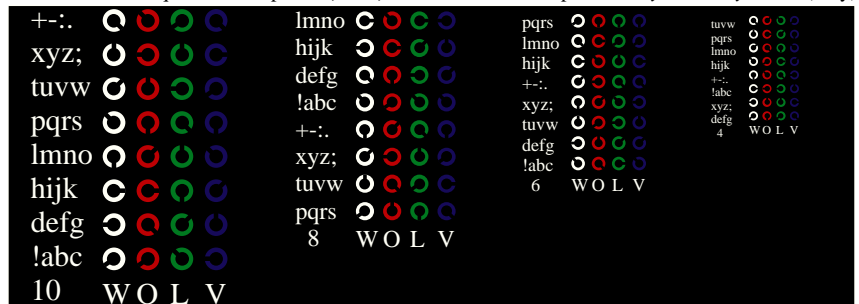 +-:.
xyz;
tuvw
pqrs
lmno
hijk
defg
!abc
10 W O L V
lmno
hijk
defg
!abc
+-:.
xyz;
tuvw
pqrs
8 W O L V
pqrs
lmno
hijk
+-:.
xyz;
tuvw
defg
!abc
6 W O L V
tuvw
pqrs
lmno
hijk
+-:.
!abc
xyz;
defg
4 W O L V